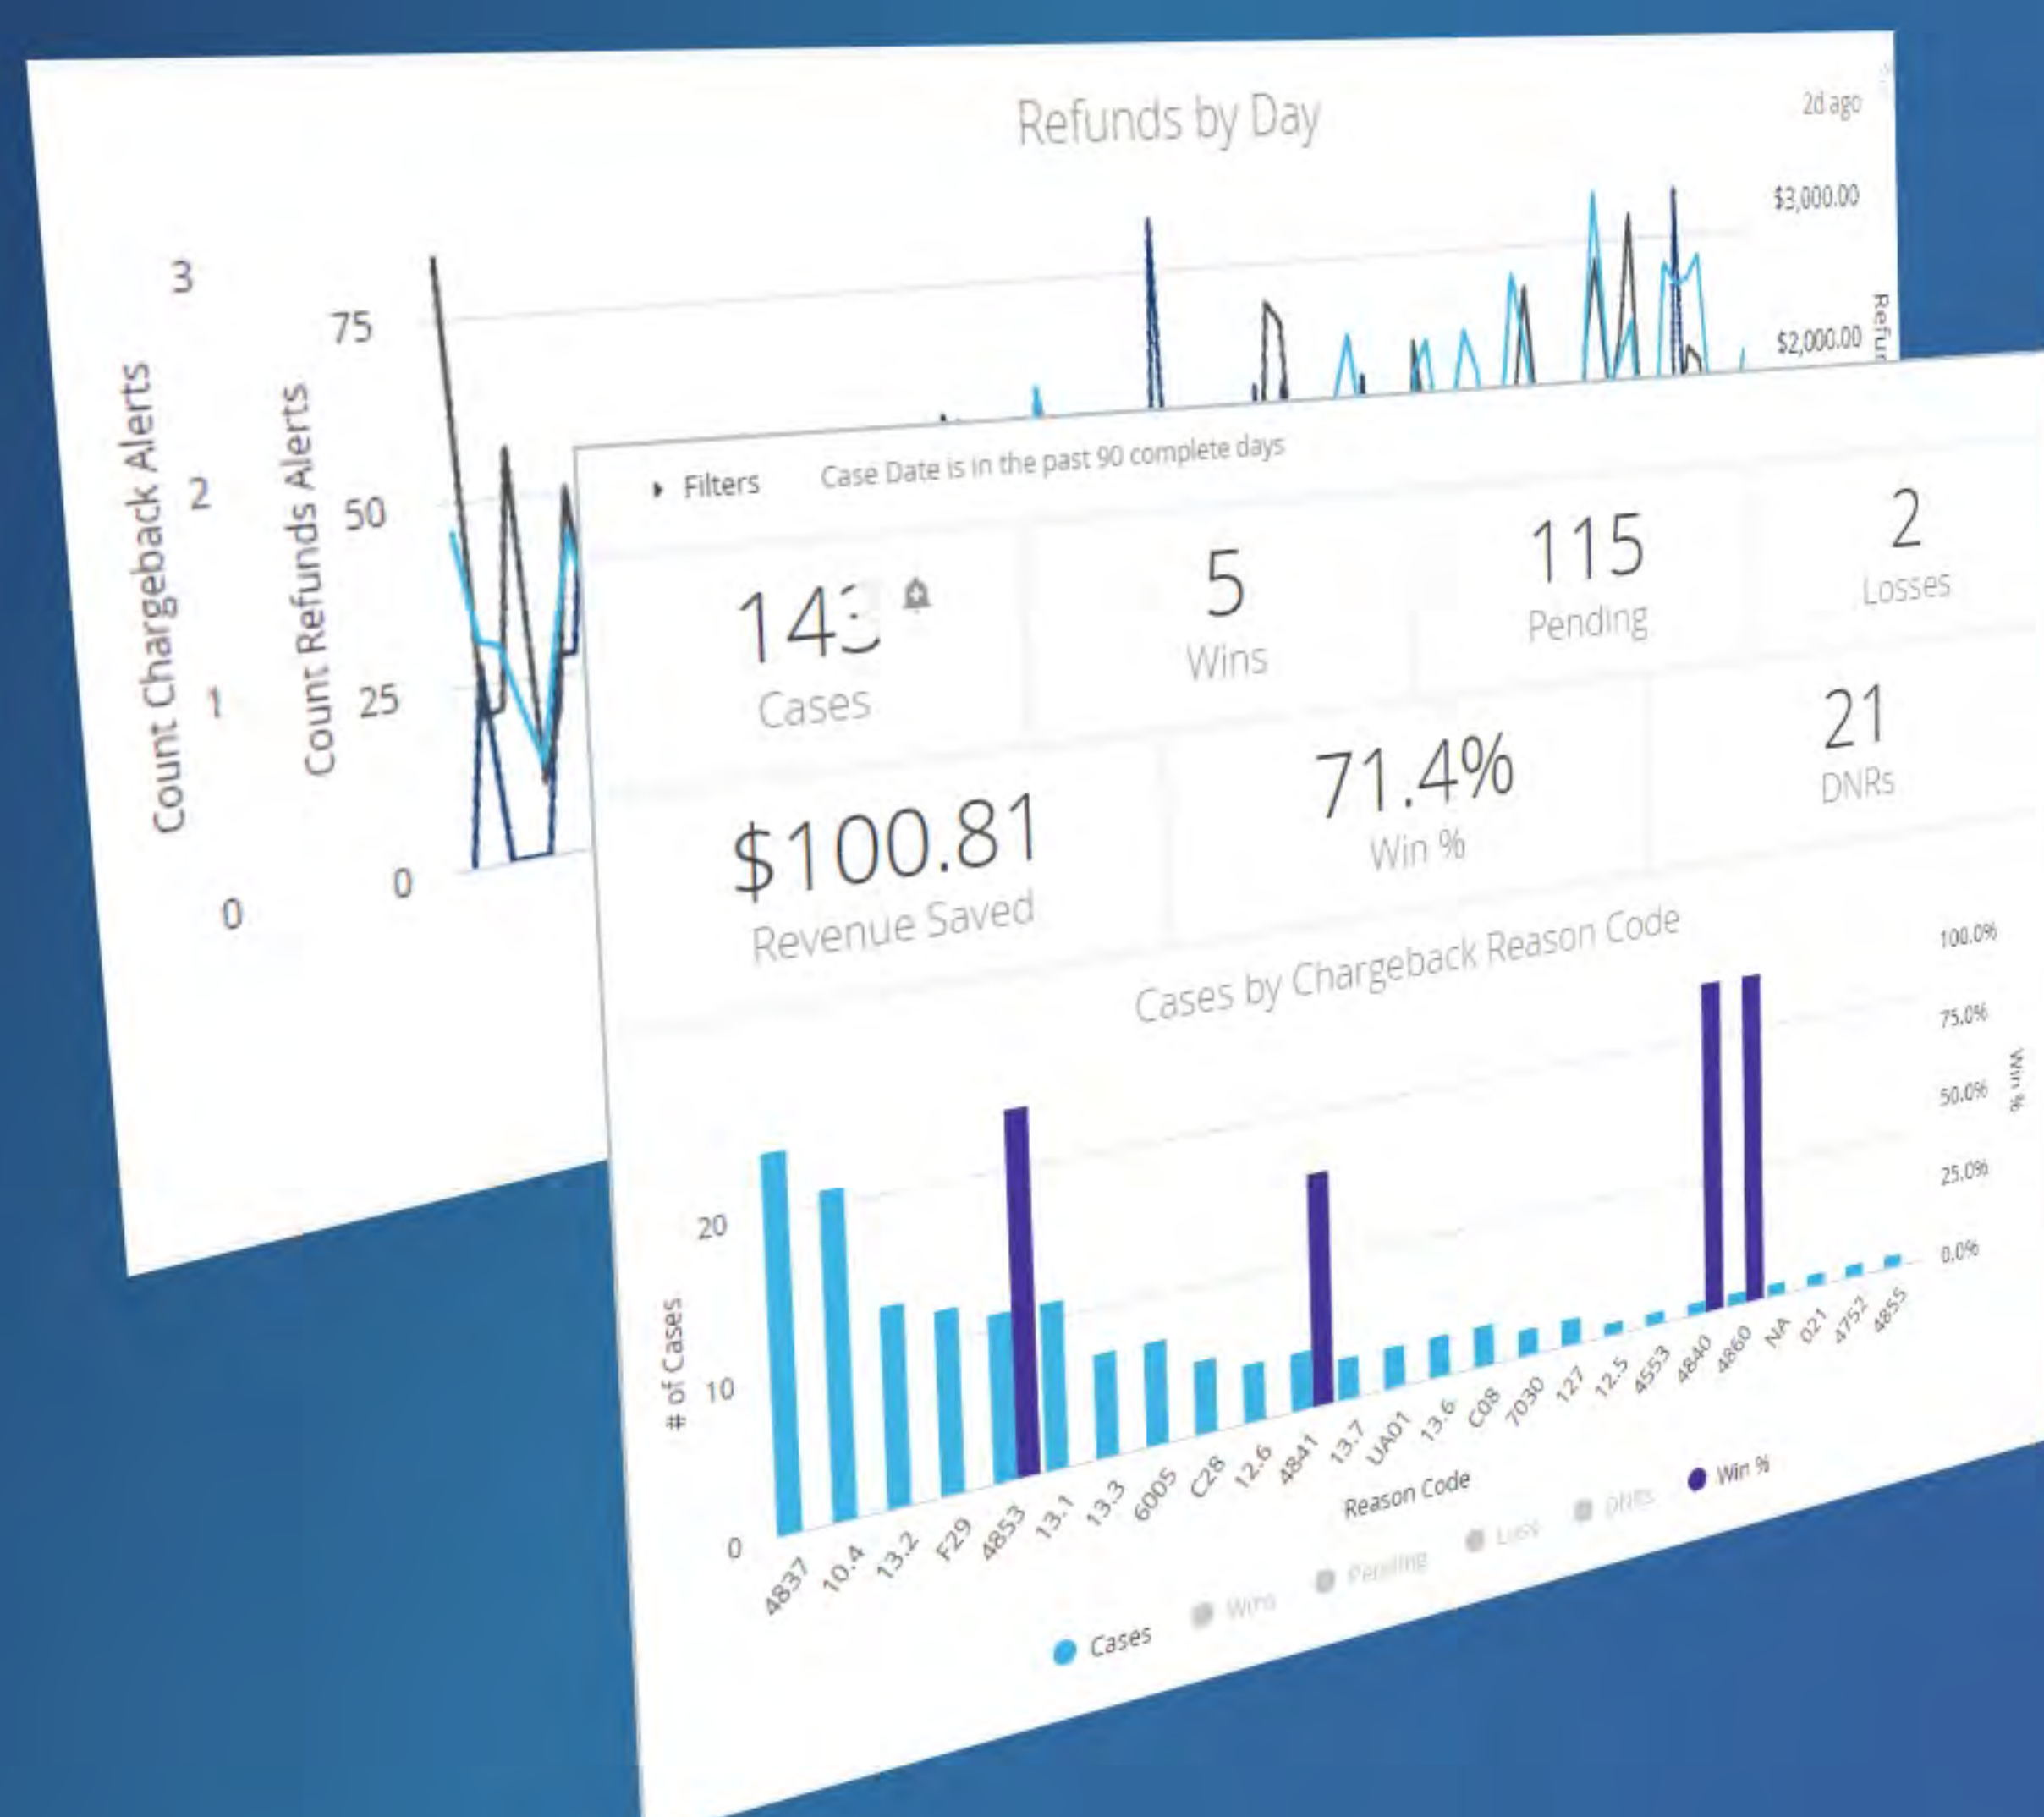 Refunds by Day
2d ago
Count Chargeback Alerts
3
2
1
0
Count Refunds Alerts
75
50
25
0
$3,000.00
$2,000.00
Filters
Case Date is in the past 90 complete days
143
Cases
5
Wins
115
Pending
2
Losses
$100.81
Revenue Saved
71.4%
Win %
21
DNRs
Cases by Chargeback Reason Code
# of Cases
20
10
0
100.0%
75.0%
50.0%
25.0%
0.0%
Win %
4837
10.4
13.2
F29
4853
13.1
13.3
6005
C28
12.6
4841
13.7
UA01
13.6
C08
7030
127
12.5
4553
4840
4860
NA
021
4752
4855
Reason Code
Cases
Wins
Pending
Loss
DNRs
Win %